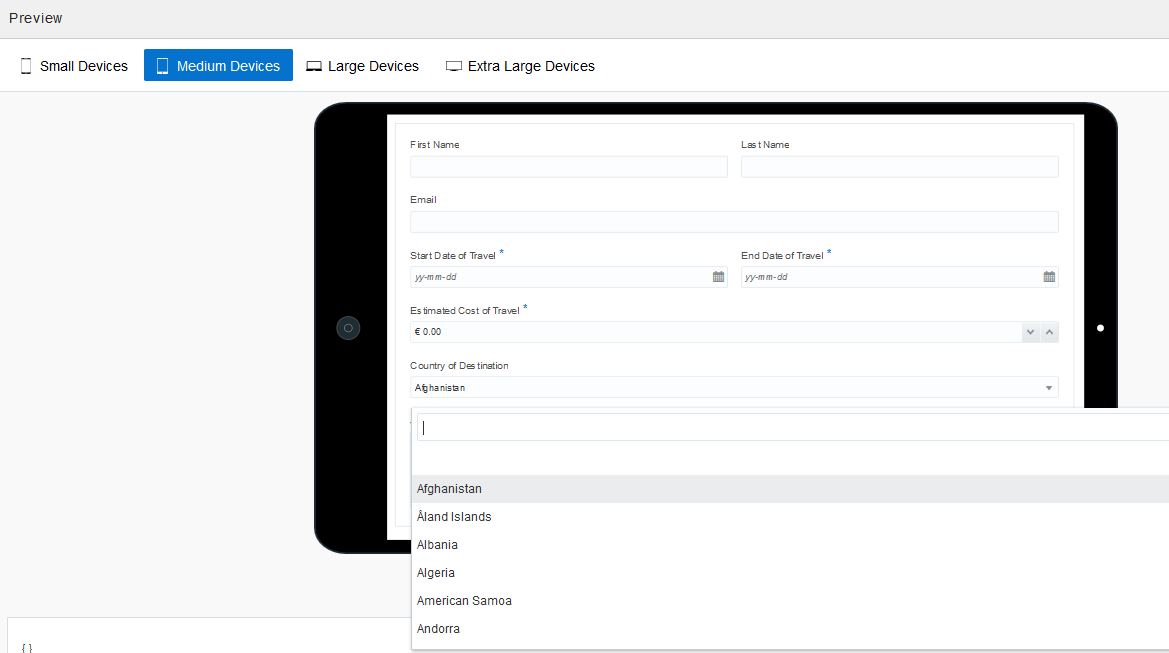 Preview
Small Devices Medium Devices Large Devices Extra Large Devices
First Name Last Name
Email
Start Date of Travel * End Date of Travel *
yy-mm-dd yy-mm-dd
Estimated Cost of Travel *
€ 0.00
Country of Destination
Afghanistan
Afghanistan
Åland Islands
Albania
Algeria
American Samoa
Andorra
{}